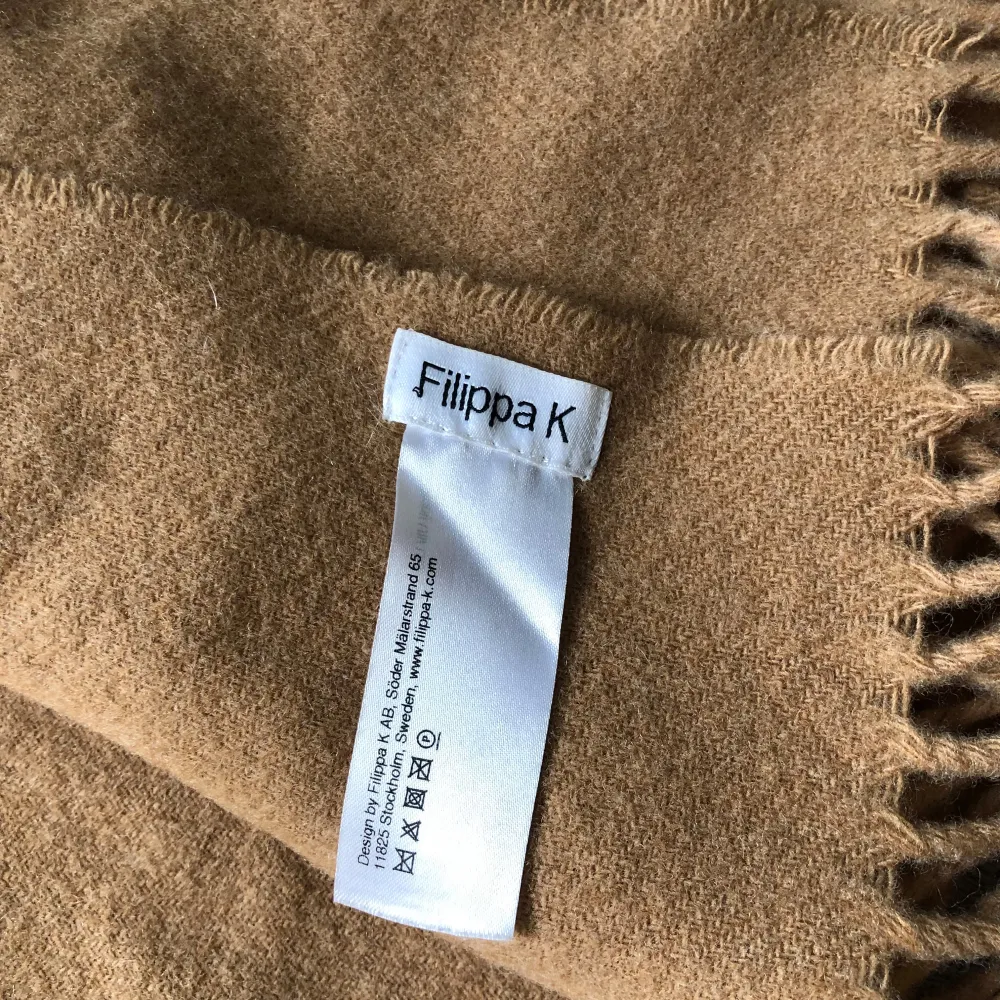 Filippa K
Design by Filippa K AB, Söder Mälarstrand 65
11825 Stockholm, Sweden, www.filippa-k.com
P